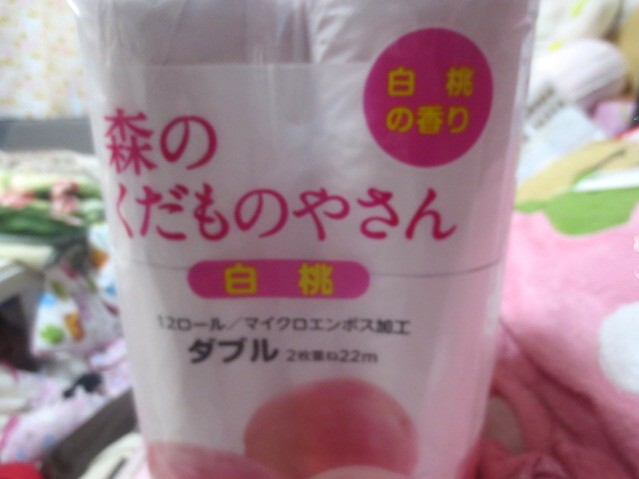 白桃
の香り
森の
くだものやさん
白桃
12ロール／マイクロエンボス加工
ダブル 2枚重ね22m